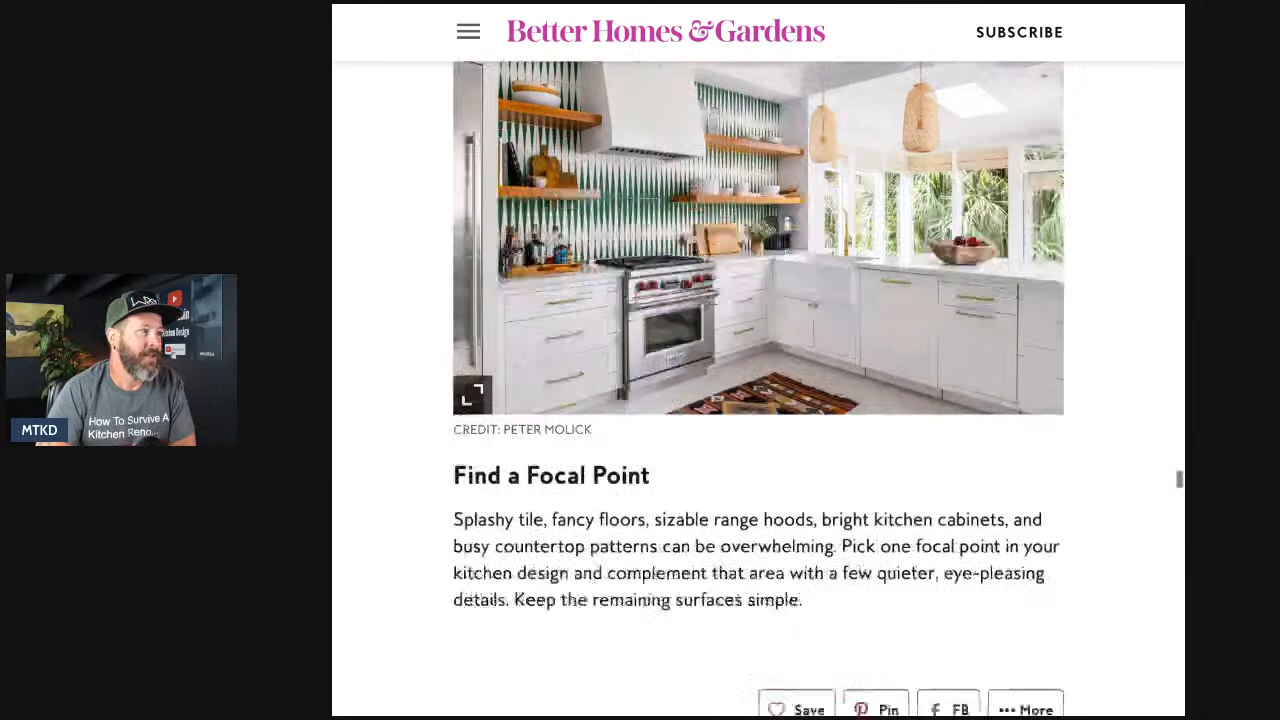 Better Homes & Gardens
SUBSCRIBE
CREDIT: PETER MOLICK
Find a Focal Point
Splashy tile, fancy floors, sizable range hoods, bright kitchen cabinets, and
busy countertop patterns can be overwhelming. Pick one focal point in your
kitchen design and complement that area with a few quieter, eye-pleasing
details. Keep the remaining surfaces simple.
Save
Pin
FB
More
MTKD
How To Survive A
Kitchen Reno...
Kitchen Design